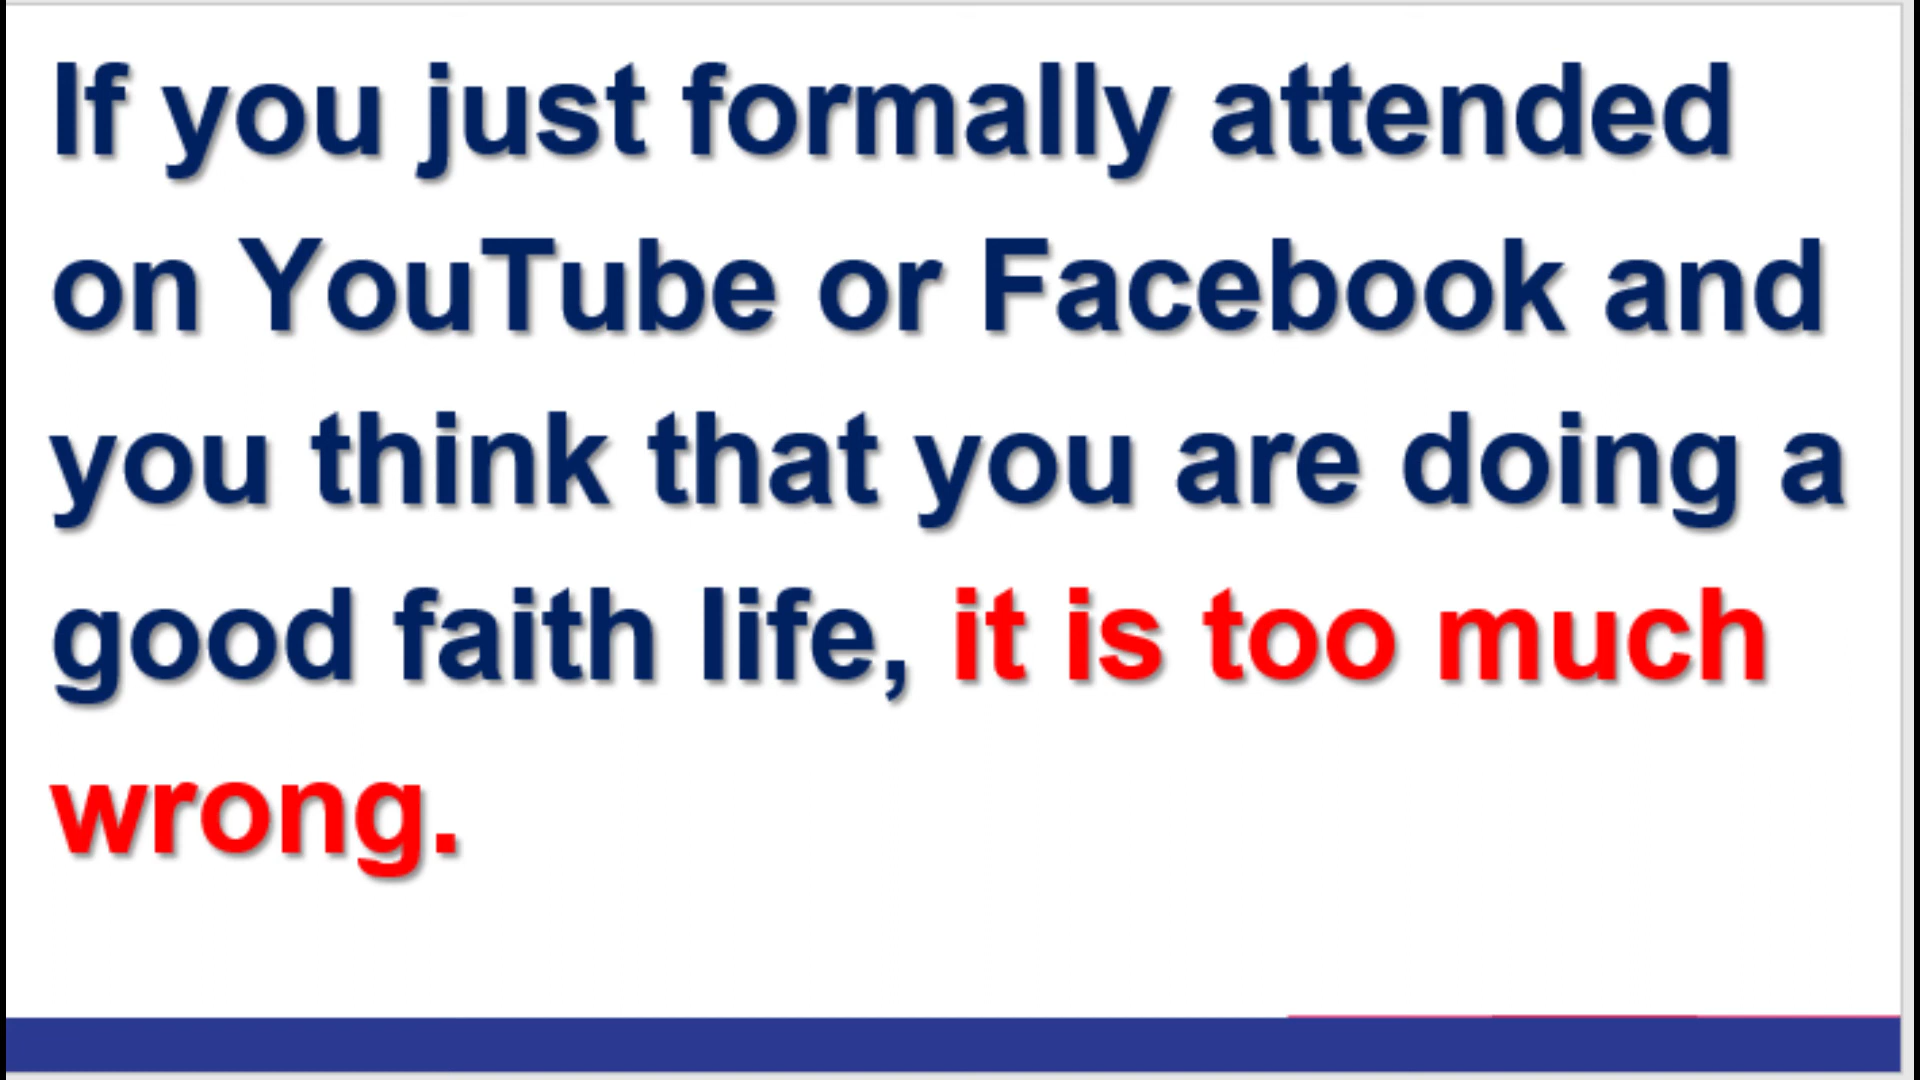 If you just formally attended
on YouTube or Facebook and
you think that you are doing a
good faith life, it is too much
wrong.